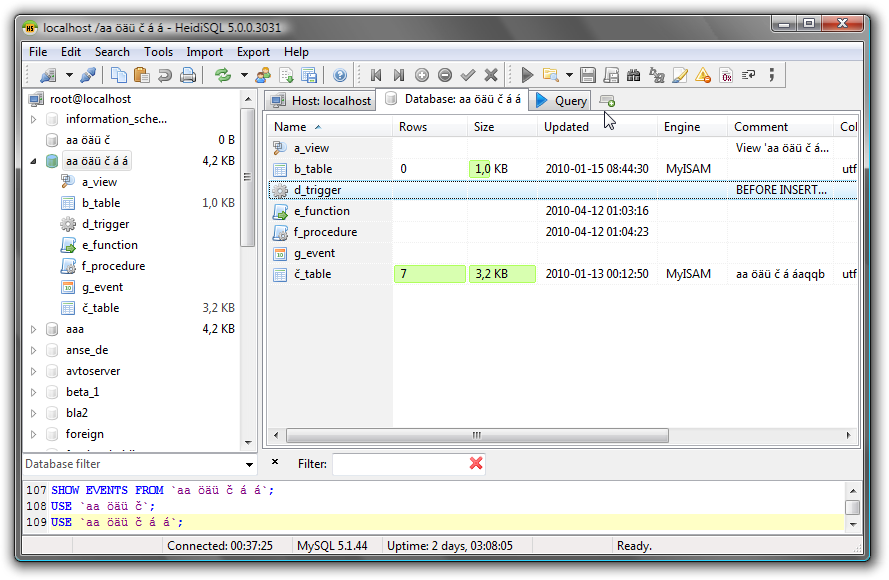 localhost /aa öäü č á á - HeidiSQL 5.0.0.3031
File Edit Search Tools Import Export Help
root@localhost
information_sche...
aa öäü č 0 B
aa öäü č á á 4,2 KB
a_view
b_table 1,0 KB
d_trigger
e_function
f_procedure
g_event
č_table 3,2 KB
aaa 4,2 KB
anse_de
avtoserver
beta_1
bla2
foreign
Database filter
Host: localhost Database: aa öäü č á á Query
Name Rows Size Updated Engine Comment Col
a_view View 'aa öäü č á...
b_table 0 1,0 KB 2010-01-15 08:44:30 MyISAM utf
d_trigger BEFORE INSERT...
e_function 2010-04-12 01:03:16
f_procedure 2010-04-12 01:04:23
g_event
č_table 7 3,2 KB 2010-01-13 00:12:50 MyISAM aa öäü č á áaqqb utf
Filter:
107 SHOW EVENTS FROM `aa öäü č á á`;
108 USE `aa öäü č`;
109 USE `aa öäü č á á`;
Connected: 00:37:25 MySQL 5.1.44 Uptime: 2 days, 03:08:05 Ready.